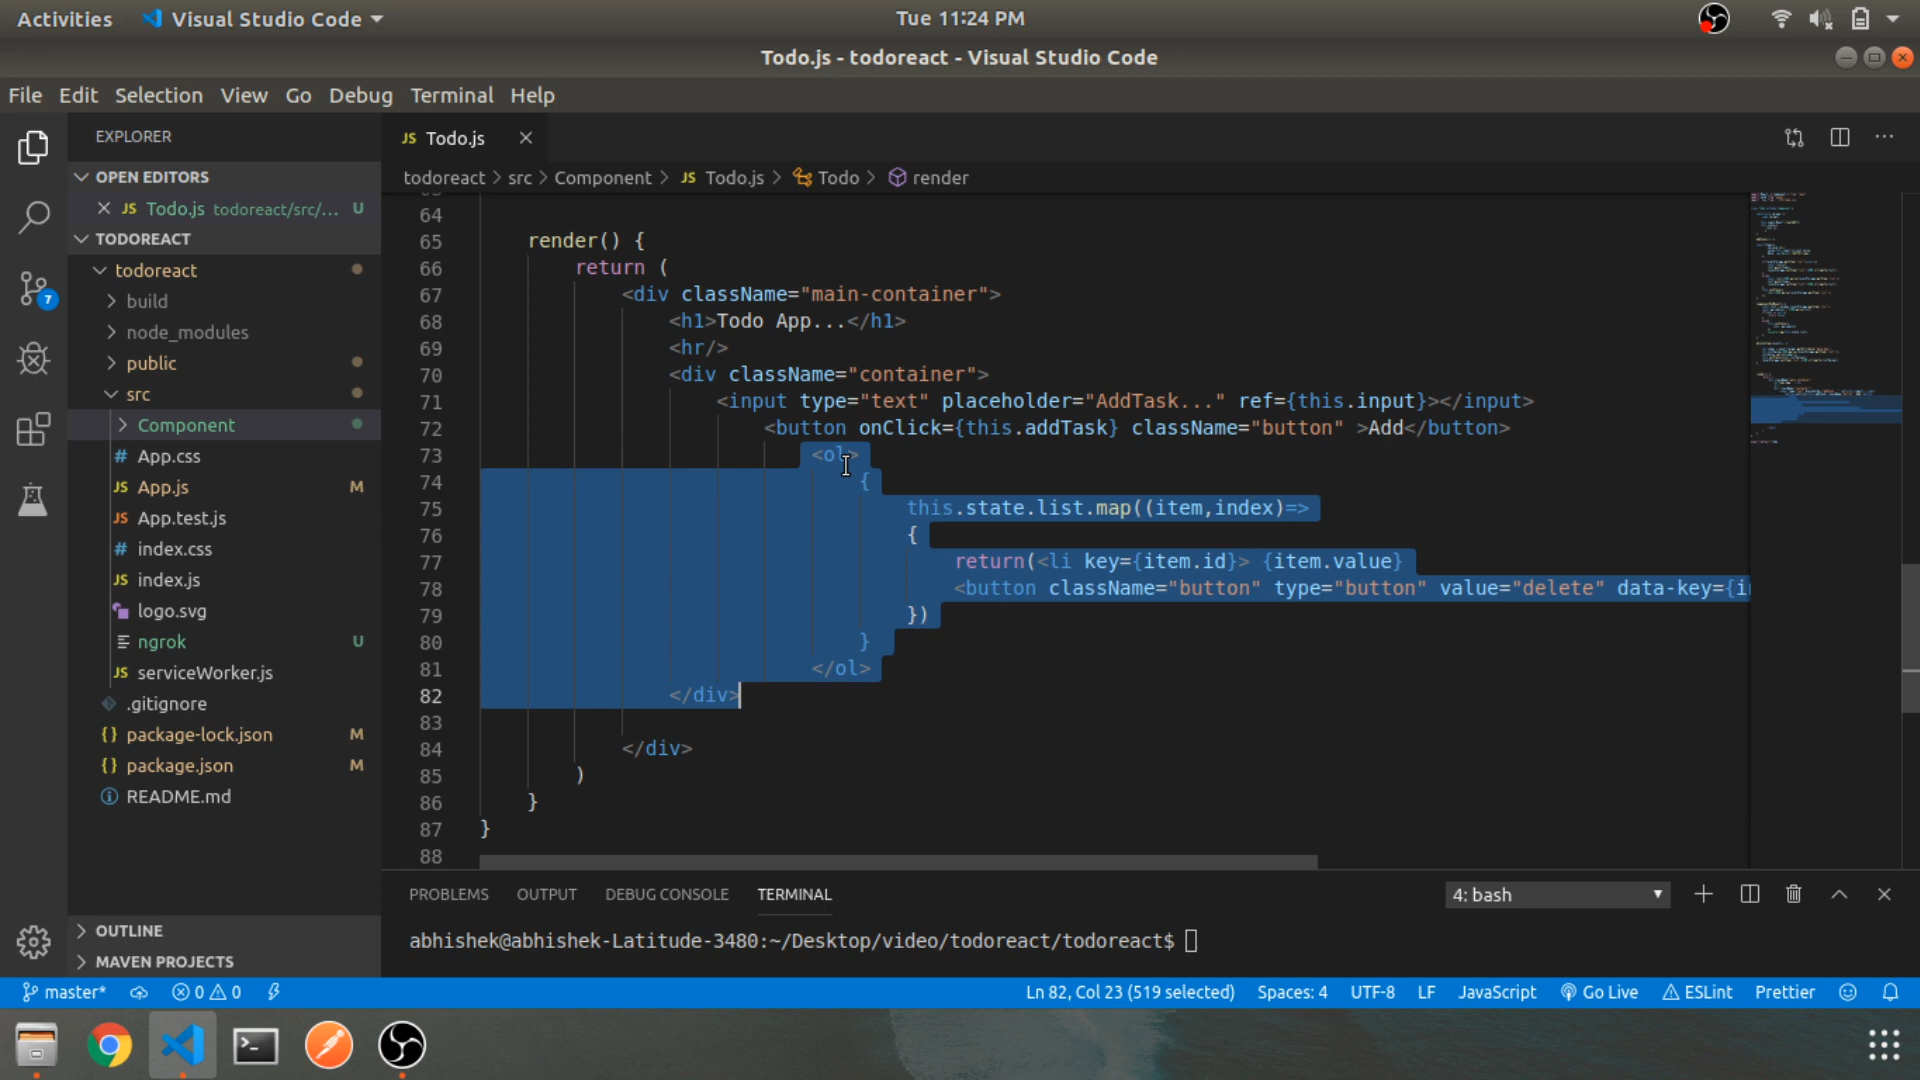 Activities
Visual Studio Code
Tue 11:24 PM
Todo.js - todoreact - Visual Studio Code
File Edit Selection View Go Debug Terminal Help
EXPLORER
OPEN EDITORS
JS Todo.js todoreact/src/... U
TODOREACT
todoreact
build
node_modules
public
src
Component
# App.css
JS App.js M
JS App.test.js
# index.css
JS index.js
logo.svg
ngrok U
JS serviceWorker.js
.gitignore
{} package-lock.json M
{} package.json M
README.md
OUTLINE
MAVEN PROJECTS
7
JS Todo.js
todoreact > src > Component > JS Todo.js > Todo > render
64
65 render() {
66 return (
67 <div className="main-container">
68 <h1>Todo App...</h1>
69 <hr/>
70 <div className="container">
71 <input type="text" placeholder="AddTask..." ref={this.input}></input>
72 <button onClick={this.addTask} className="button" >Add</button>
73 <ol>
74 {
75 this.state.list.map((item,index)=>
76 {
77 return(<li key={item.id}> {item.value}
78 <button className="button" type="button" value="delete" data-key={i
79 })
80 }
81 </ol>
82 </div>
83
84 </div>
85 )
86 }
87 }
88
PROBLEMS OUTPUT DEBUG CONSOLE TERMINAL
4: bash
abhishek@abhishek-Latitude-3480:~/Desktop/video/todoreact/todoreact$
master* 0 0
Ln 82, Col 23 (519 selected) Spaces: 4 UTF-8 LF JavaScript Go Live ESLint Prettier